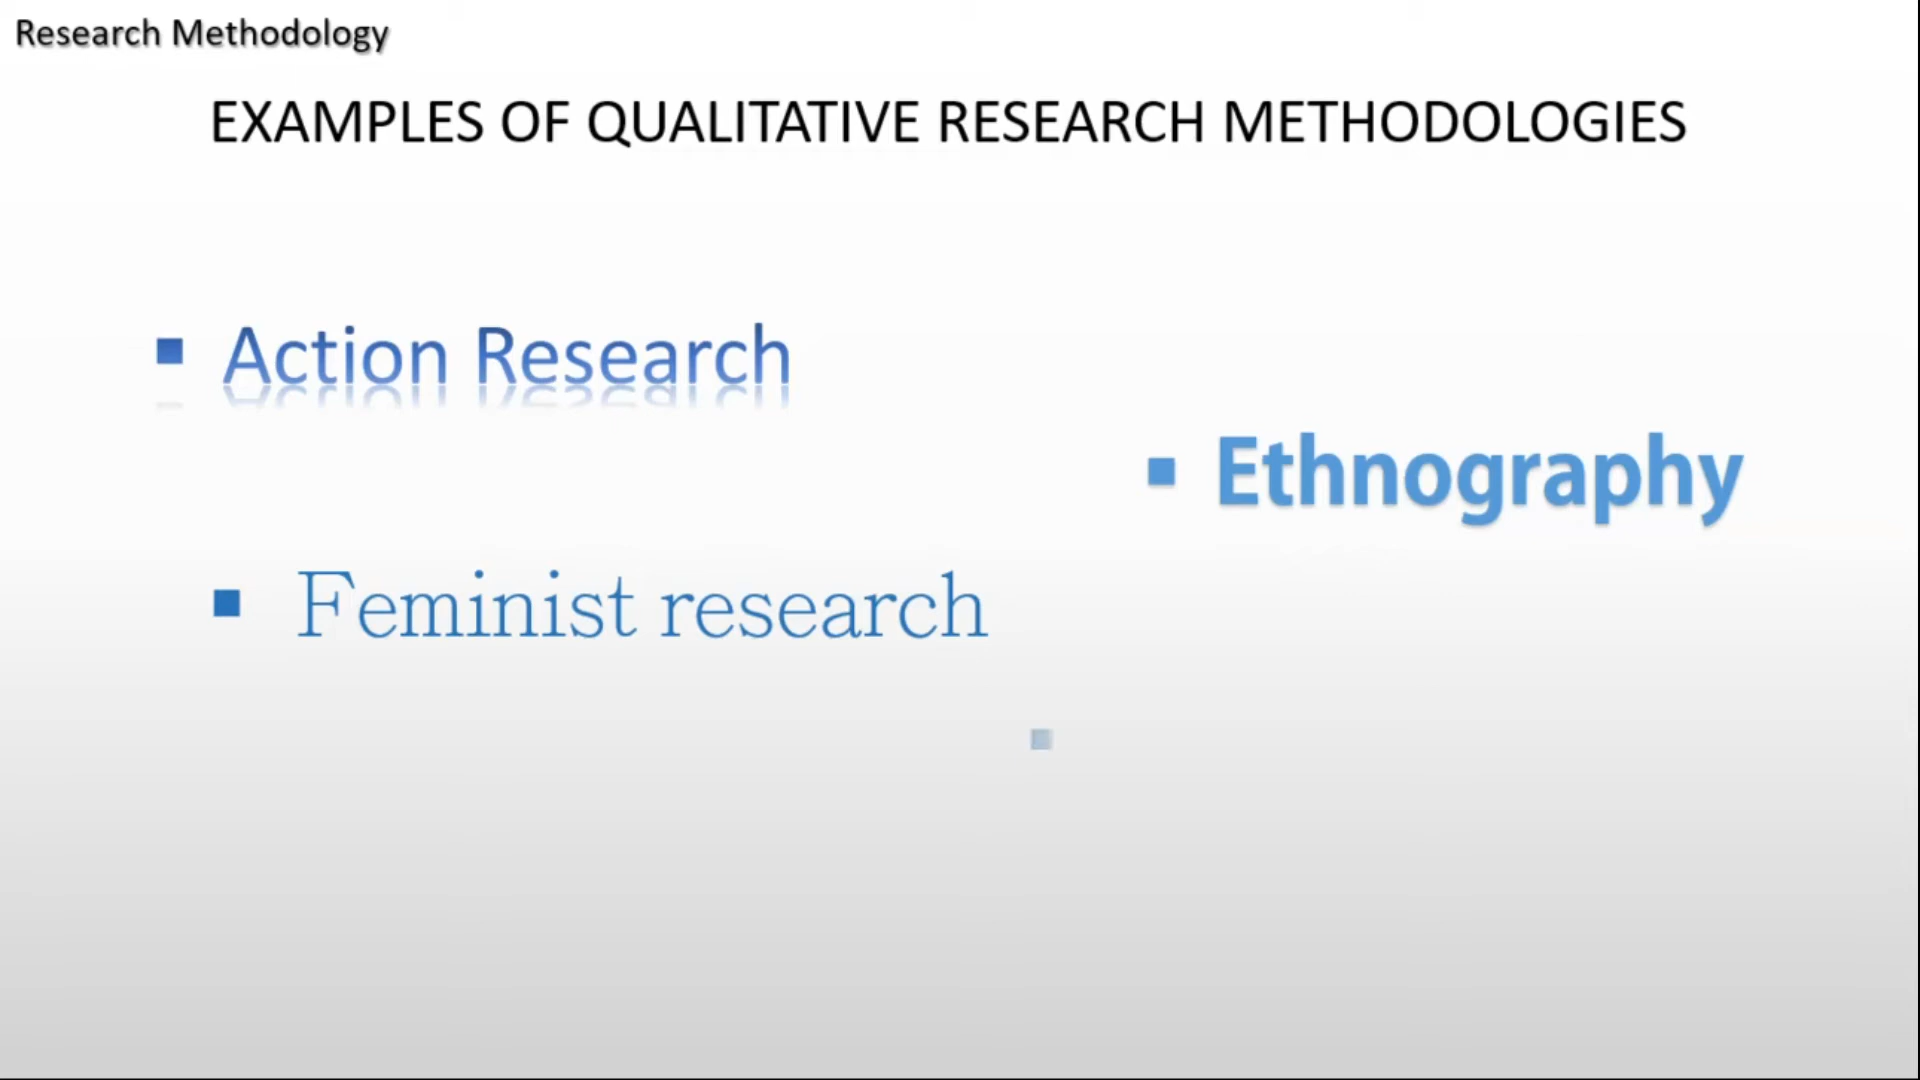 Research Methodology
EXAMPLES OF QUALITATIVE RESEARCH METHODOLOGIES
▪ Action Research
▪ Ethnography
▪ Feminist research
▪